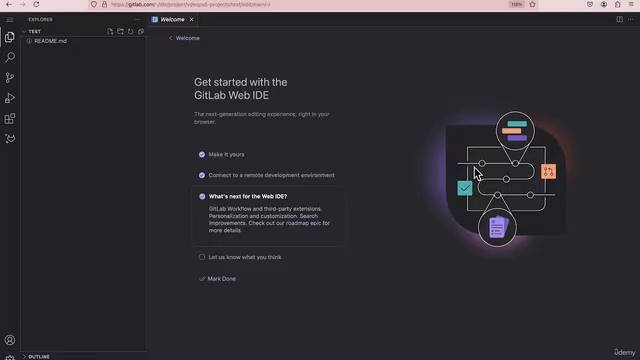 EXPLORER
Welcome
TEST
README.md
Welcome
Get started with the
GitLab Web IDE
The next-generation editing experience, right in your
browser.
Make it yours
Connect to a remote development environment
What's next for the Web IDE?
GitLab Workflow and third-party extensions.
Personalization and customization. Search
Improvements. Check out our roadmap epic for
more details.
Let us know what you think
Mark Done
OUTLINE
udemy